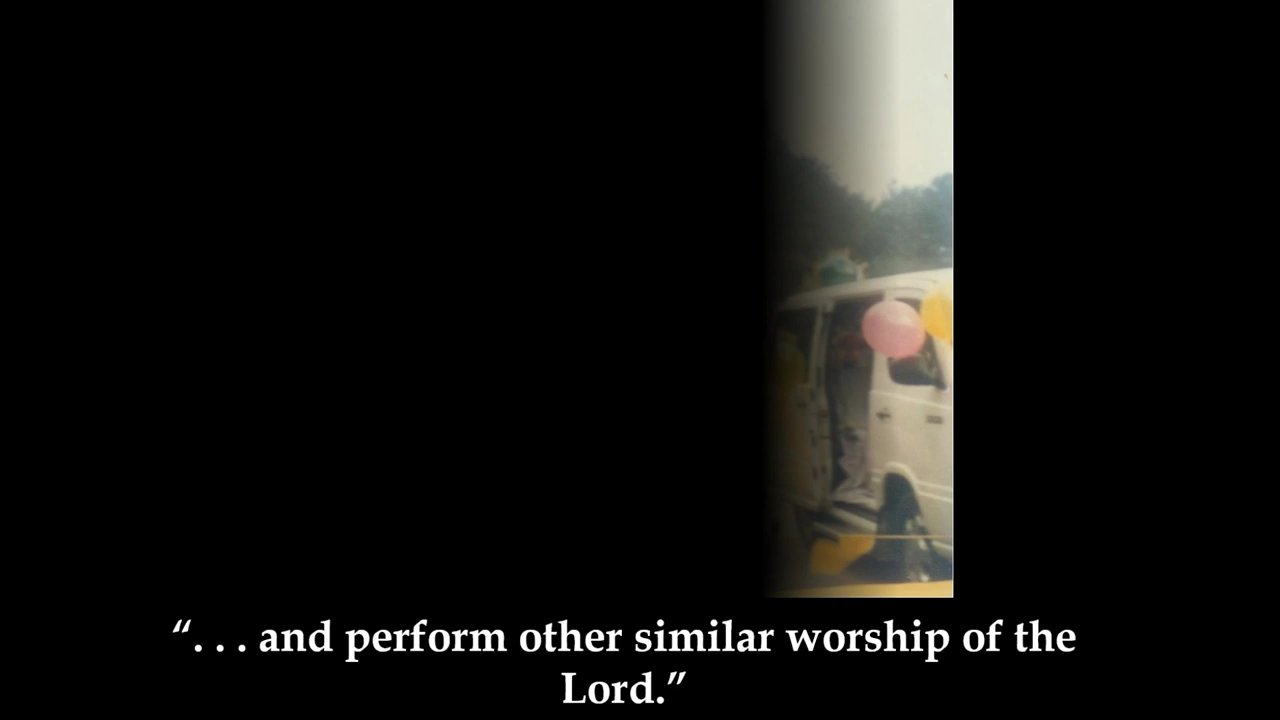 “. . . and perform other similar worship of the
Lord.”